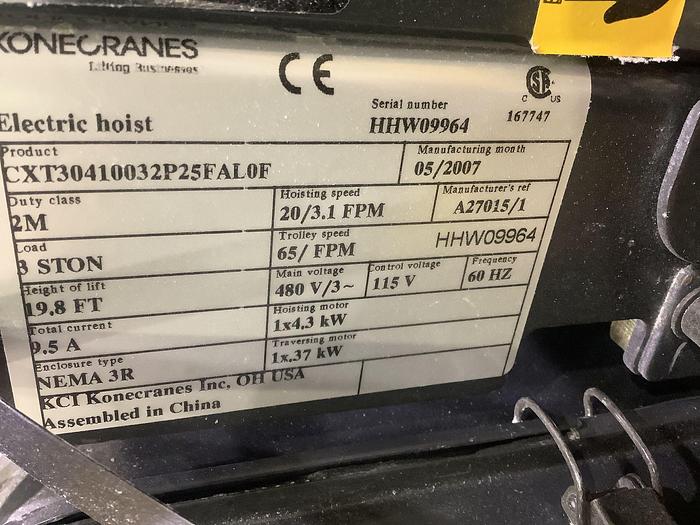 KONECRANES
Lifting Businesses
CE
C US
Serial number
Electric hoist
HHW09964
167747
Product
CXT30410032P25FAL0F
Manufacturing month
05/2007
Duty class
2M
Hoisting speed
20/3.1 FPM
Manufacturer's ref
A27015/1
Load
3 STON
Trolley speed
65/ FPM
HHW09964
Height of lift
19.8 FT
Main voltage
480 V/3~
Control voltage
115 V
Frequency
60 HZ
Total current
9.5 A
Hoisting motor
1x4.3 kW
Enclosure type
NEMA 3R
Traversing motor
1x.37 kW
KCI Konecranes Inc, OH USA
Assembled in China